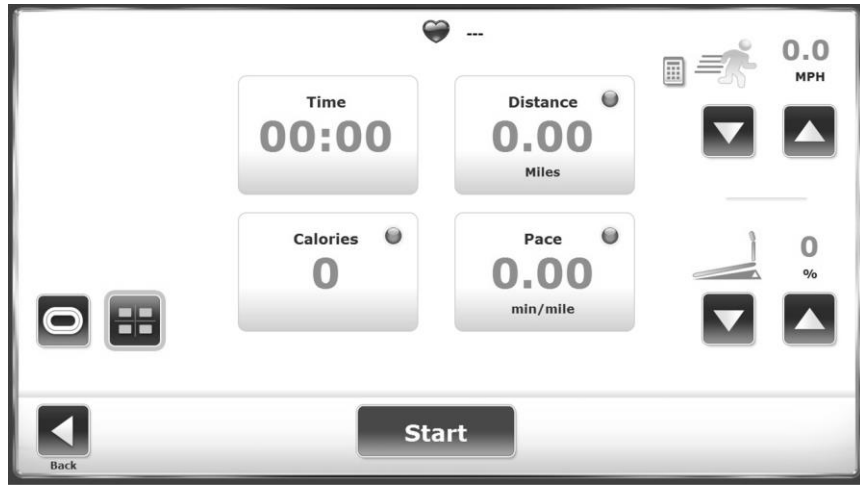 ---
0.0
MPH
Time
00:00
Distance
0.00
Miles
Calories
0
Pace
0.00
min/mile
0
%
Start
Back